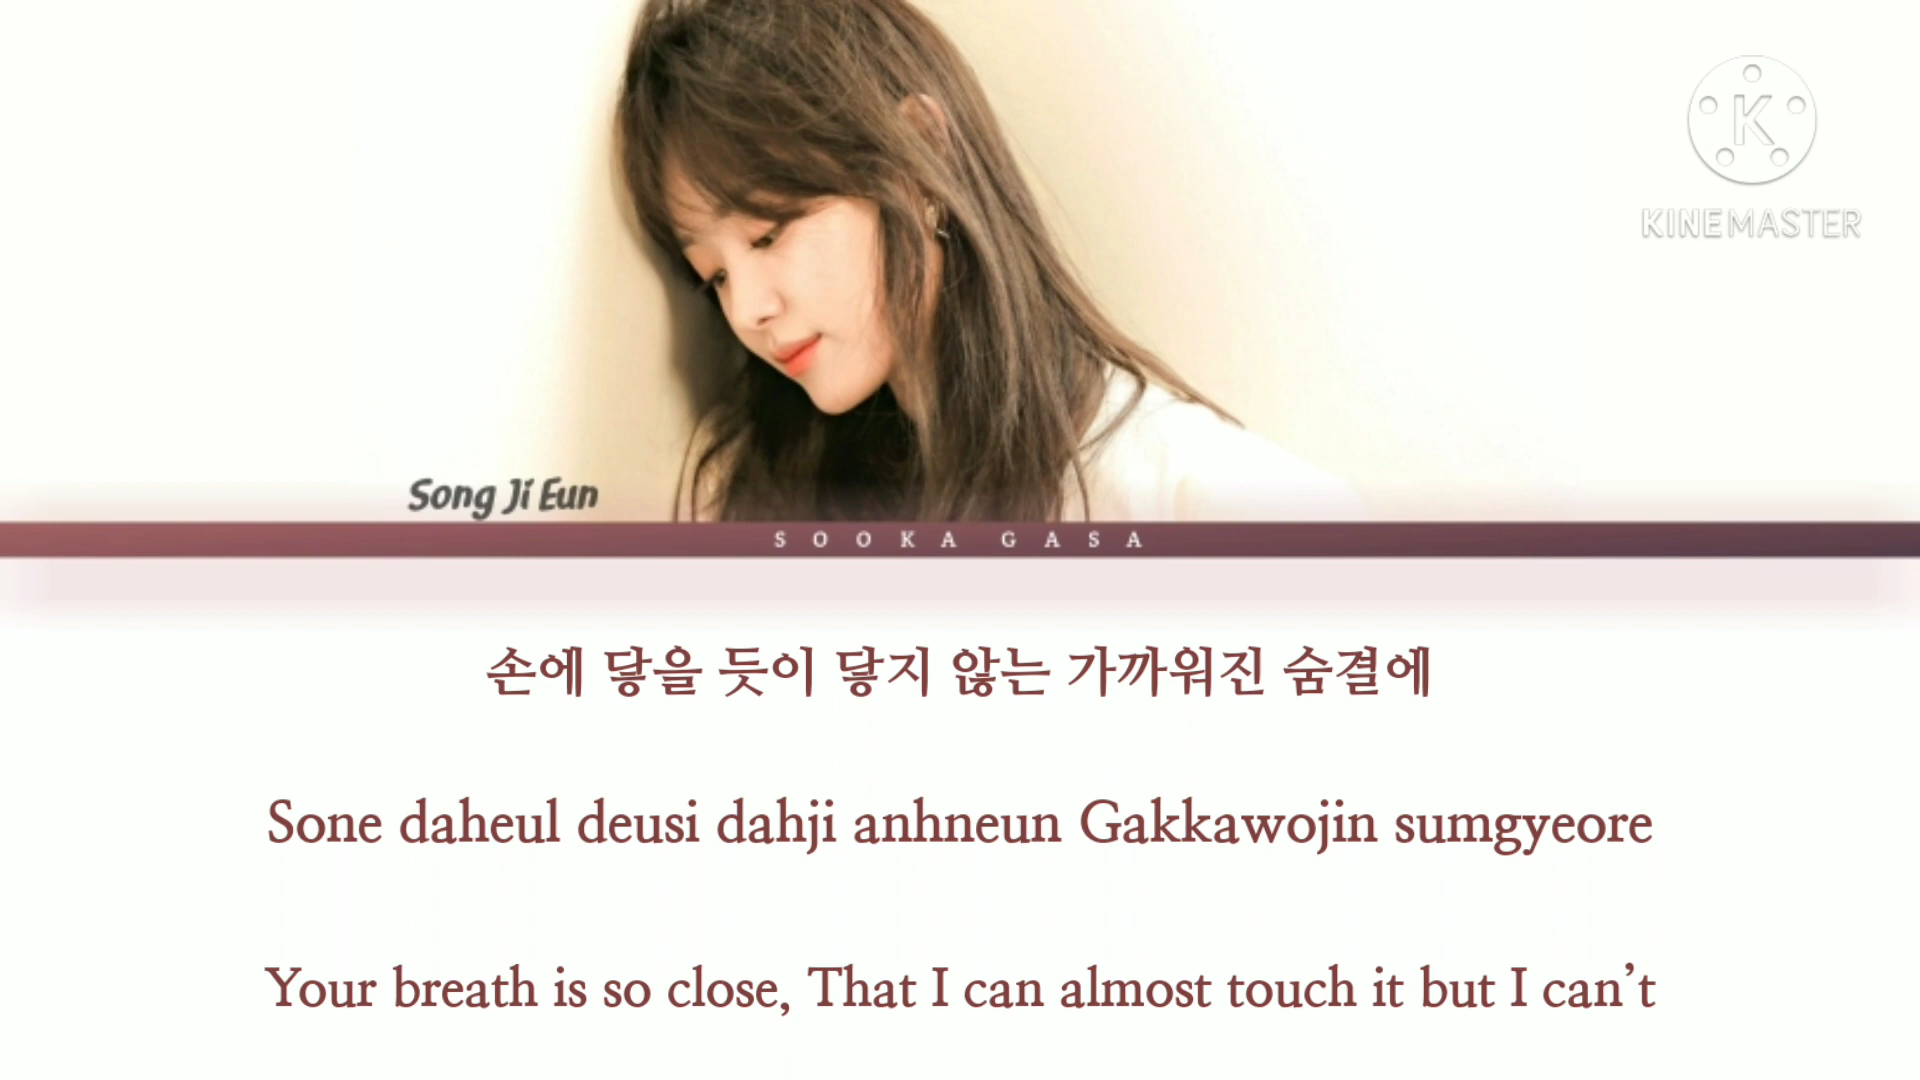 K
KINEMASTER
Song Ji Eun
SOOKA GASA
손에 닿을 듯이 닿지 않는 가까워진 숨결에
Sone daheul deusi dahji anhneun Gakkawojin sumgyeore
Your breath is so close, That I can almost touch it but I can’t